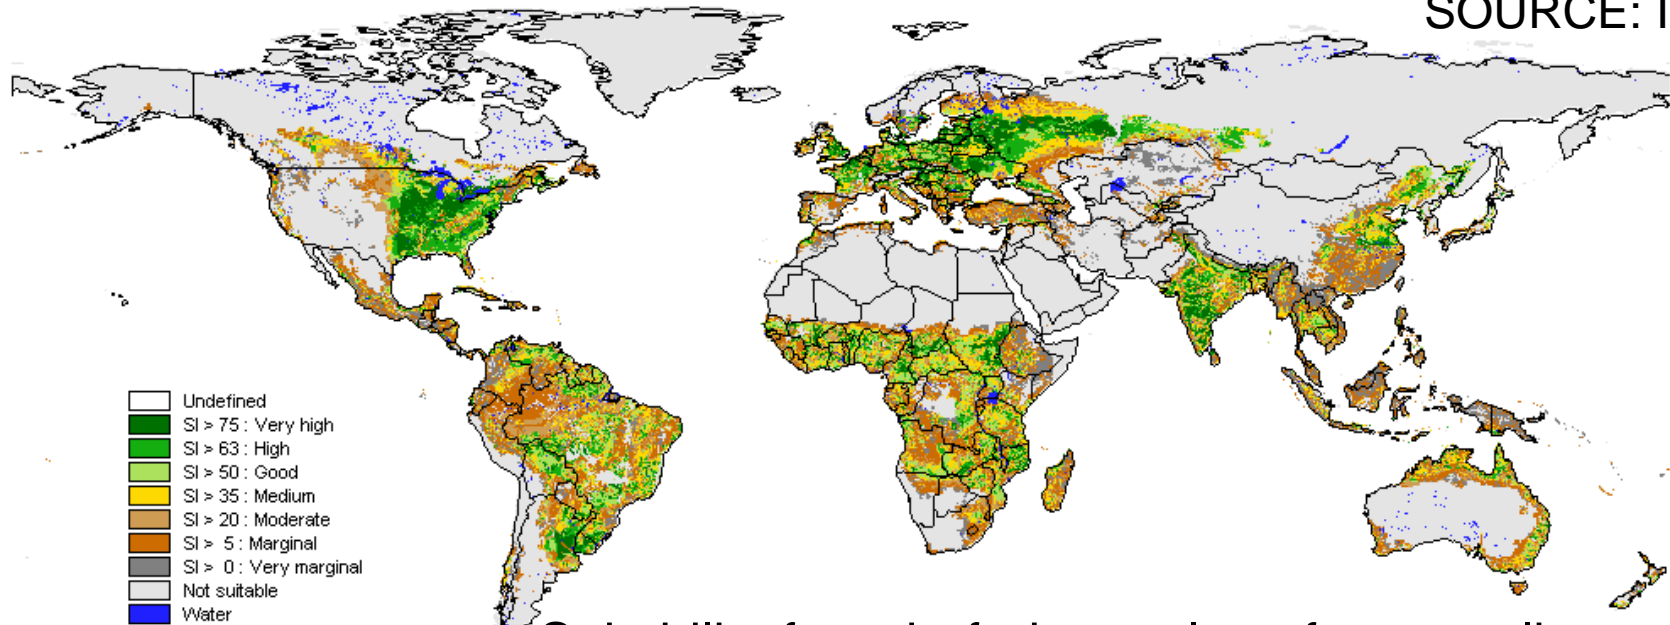 SOURCE:
Undefined
SI > 75 : Very high
SI > 63 : High
SI > 50 : Good
SI > 35 : Medium
SI > 20 : Moderate
SI > 5 : Marginal
SI > 0 : Very marginal
Not suitable
Water